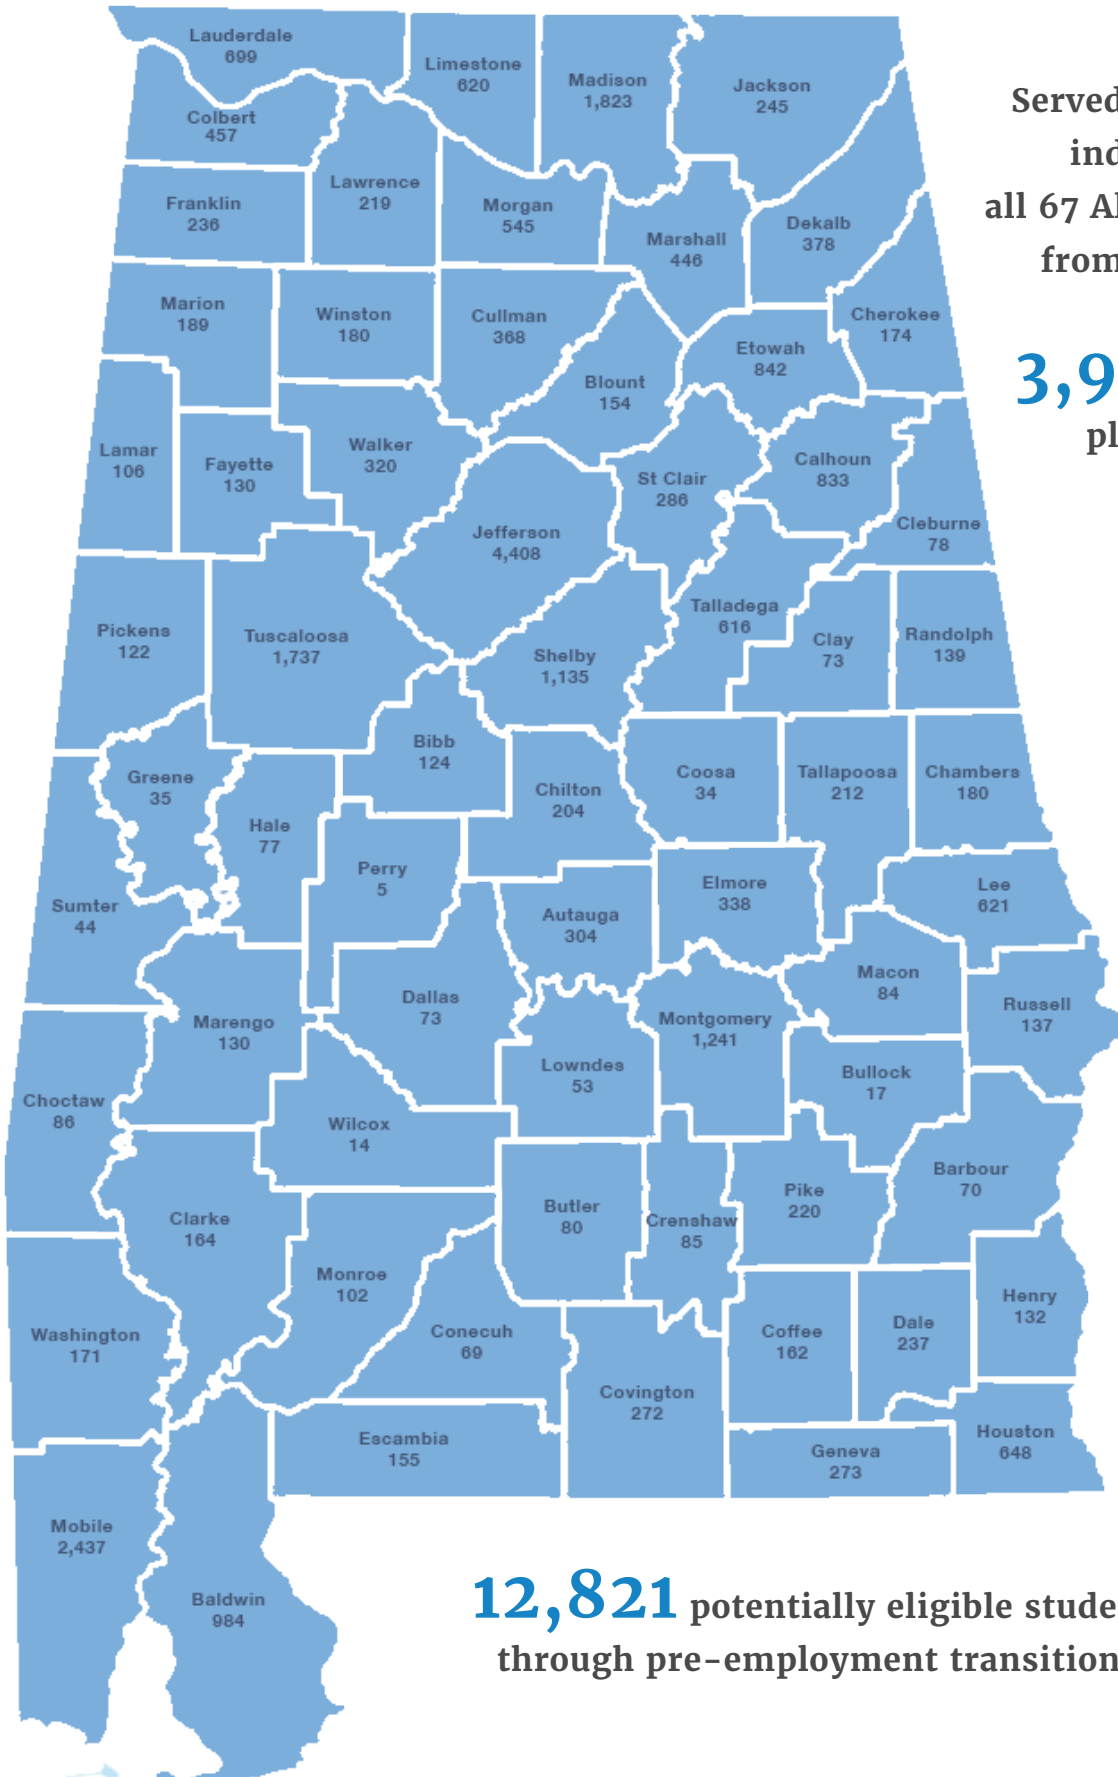 Lauderdale
699
Limestone
620
Madison
1,823
Jackson
245
Served
ind
all 67 Al
from
Colbert
457
Franklin
236
Lawrence
219
Morgan
545
Marshall
446
Dekalb
378
Cherokee
174
Marion
189
Winston
180
Cullman
368
Blount
154
Etowah
842
3,9
pl
Lamar
106
Fayette
130
Walker
320
Jefferson
4,408
St Clair
286
Calhoun
833
Cleburne
78
Pickens
122
Tuscaloosa
1,737
Shelby
1,135
Talladega
616
Clay
73
Randolph
139
Greene
35
Hale
77
Bibb
124
Chilton
204
Coosa
34
Tallapoosa
212
Chambers
180
Sumter
44
Perry
5
Autauga
304
Elmore
338
Lee
621
Marengo
130
Dallas
73
Lowndes
53
Montgomery
1,241
Macon
84
Russell
137
Bullock
17
Choctaw
86
Wilcox
14
Clarke
164
Butler
80
Crenshaw
85
Pike
220
Barbour
70
Washington
171
Monroe
102
Conecuh
69
Covington
272
Coffee
162
Dale
237
Henry
132
Escambia
155
Geneva
273
Houston
648
Mobile
2,437
Baldwin
984
12,821 potentially eligible stude
through pre-employment transition